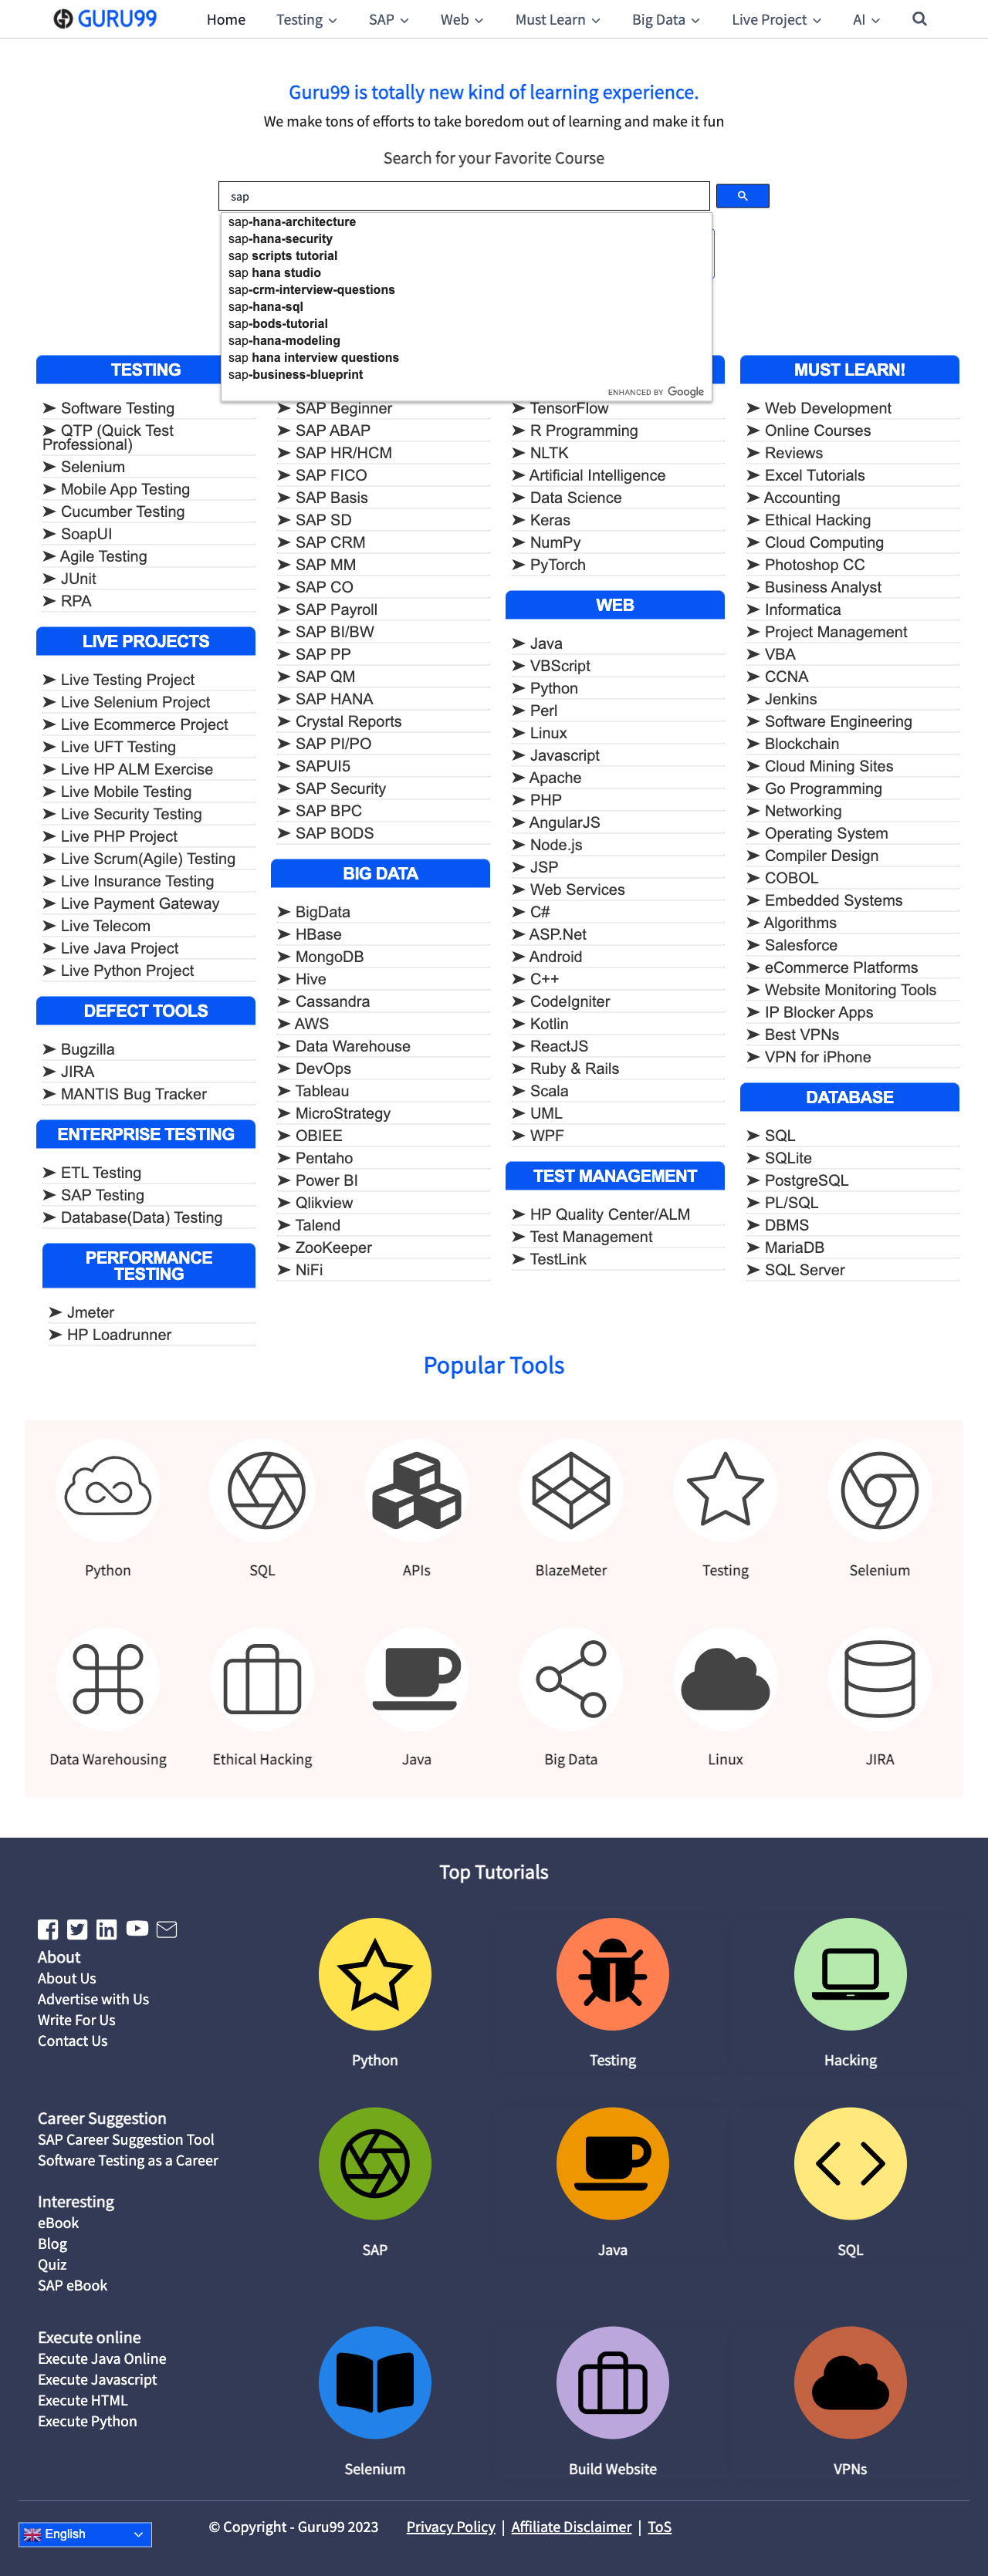 GURU99
Home
Testing
SAP
Web
Must Learn
Big Data
Live Project
AI
Guru99 is totally new kind of learning experience.
We make tons of efforts to take boredom out of learning and make it fun
Search for your Favorite Course
sap
sap-hana-architecture
sap-hana-security
sap scripts tutorial
sap hana studio
sap-crm-interview-questions
sap-hana-sql
sap-bods-tutorial
sap-hana-modeling
sap hana interview questions
sap-business-blueprint
ENHANCED BY Google
TESTING
➤ Software Testing
➤ QTP (Quick Test
Professional)
➤ Selenium
➤ Mobile App Testing
➤ Cucumber Testing
➤ SoapUI
➤ Agile Testing
➤ JUnit
➤ RPA
LIVE PROJECTS
➤ Live Testing Project
➤ Live Selenium Project
➤ Live Ecommerce Project
➤ Live UFT Testing
➤ Live HP ALM Exercise
➤ Live Mobile Testing
➤ Live Security Testing
➤ Live PHP Project
➤ Live Scrum(Agile) Testing
➤ Live Insurance Testing
➤ Live Payment Gateway
➤ Live Telecom
➤ Live Java Project
➤ Live Python Project
DEFECT TOOLS
➤ Bugzilla
➤ JIRA
➤ MANTIS Bug Tracker
ENTERPRISE TESTING
➤ ETL Testing
➤ SAP Testing
➤ Database(Data) Testing
PERFORMANCE
TESTING
➤ Jmeter
➤ HP Loadrunner
➤ SAP Beginner
➤ SAP ABAP
➤ SAP HR/HCM
➤ SAP FICO
➤ SAP Basis
➤ SAP SD
➤ SAP CRM
➤ SAP MM
➤ SAP CO
➤ SAP Payroll
➤ SAP BI/BW
➤ SAP PP
➤ SAP QM
➤ SAP HANA
➤ Crystal Reports
➤ SAP PI/PO
➤ SAPUI5
➤ SAP Security
➤ SAP BPC
➤ SAP BODS
BIG DATA
➤ BigData
➤ HBase
➤ MongoDB
➤ Hive
➤ Cassandra
➤ AWS
➤ Data Warehouse
➤ DevOps
➤ Tableau
➤ MicroStrategy
➤ OBIEE
➤ Pentaho
➤ Power BI
➤ Qlikview
➤ Talend
➤ ZooKeeper
➤ NiFi
➤ TensorFlow
➤ R Programming
➤ NLTK
➤ Artificial Intelligence
➤ Data Science
➤ Keras
➤ NumPy
➤ PyTorch
WEB
➤ Java
➤ VBScript
➤ Python
➤ Perl
➤ Linux
➤ Javascript
➤ Apache
➤ PHP
➤ AngularJS
➤ Node.js
➤ JSP
➤ Web Services
➤ C#
➤ ASP.Net
➤ Android
➤ C++
➤ CodeIgniter
➤ Kotlin
➤ ReactJS
➤ Ruby & Rails
➤ Scala
➤ UML
➤ WPF
TEST MANAGEMENT
➤ HP Quality Center/ALM
➤ Test Management
➤ TestLink
MUST LEARN!
➤ Web Development
➤ Online Courses
➤ Reviews
➤ Excel Tutorials
➤ Accounting
➤ Ethical Hacking
➤ Cloud Computing
➤ Photoshop CC
➤ Business Analyst
➤ Informatica
➤ Project Management
➤ VBA
➤ CCNA
➤ Jenkins
➤ Software Engineering
➤ Blockchain
➤ Cloud Mining Sites
➤ Go Programming
➤ Networking
➤ Operating System
➤ Compiler Design
➤ COBOL
➤ Embedded Systems
➤ Algorithms
➤ Salesforce
➤ eCommerce Platforms
➤ Website Monitoring Tools
➤ IP Blocker Apps
➤ Best VPNs
➤ VPN for iPhone
DATABASE
➤ SQL
➤ SQLite
➤ PostgreSQL
➤ PL/SQL
➤ DBMS
➤ MariaDB
➤ SQL Server
Popular Tools
Python
SQL
APIs
BlazeMeter
Testing
Selenium
Data Warehousing
Ethical Hacking
Java
Big Data
Linux
JIRA
Top Tutorials
About
About Us
Advertise with Us
Write For Us
Contact Us
Python
Testing
Hacking
Career Suggestion
SAP Career Suggestion Tool
Software Testing as a Career
Interesting
eBook
Blog
Quiz
SAP eBook
SAP
Java
SQL
Execute online
Execute Java Online
Execute Javascript
Execute HTML
Execute Python
Selenium
Build Website
VPNs
English
© Copyright - Guru99 2023
Privacy Policy | Affiliate Disclaimer | ToS